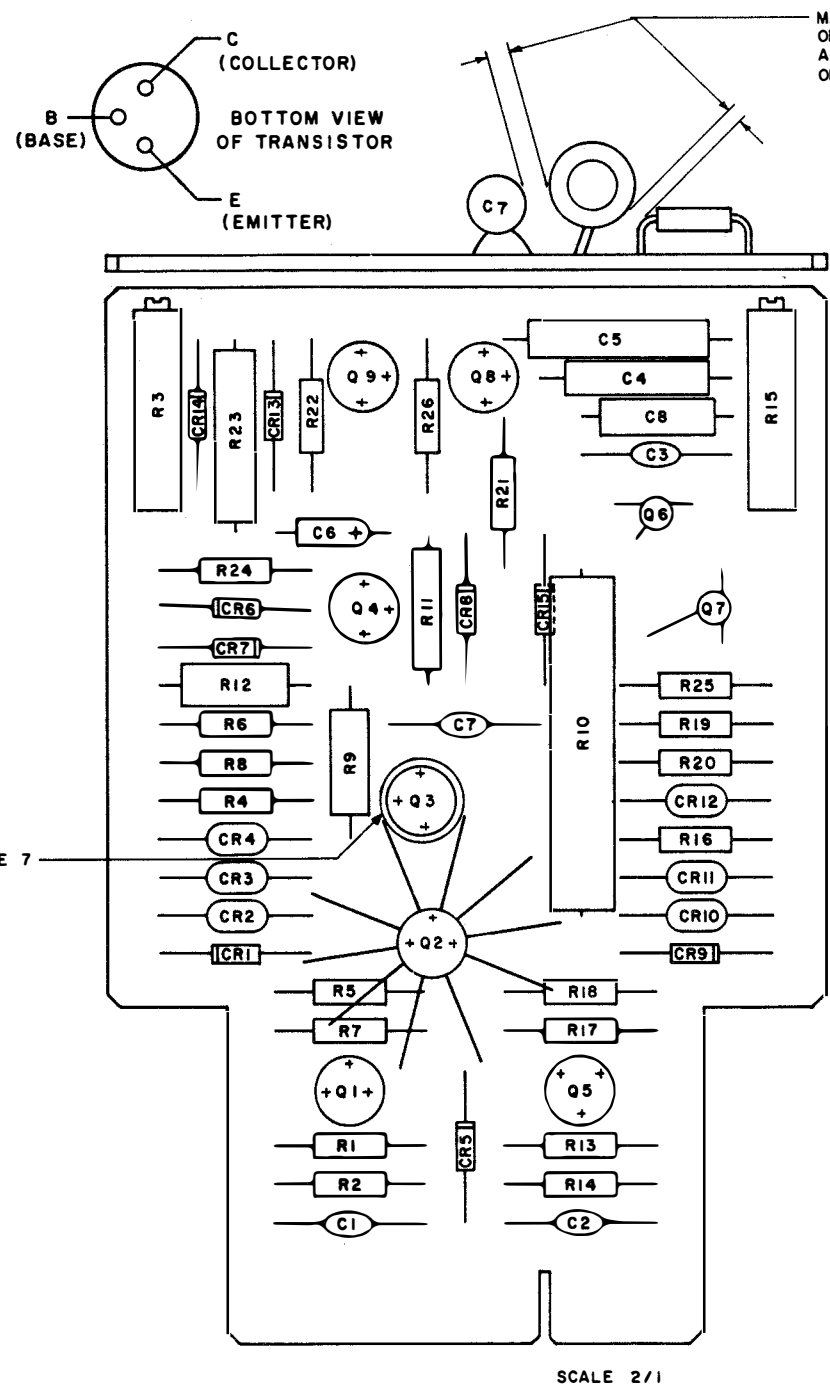 C
(COLLECTOR)
B
(BASE)
BOTTOM VIEW
OF TRANSISTOR
E
(EMITTER)
C7
R3
CR14
R23
CR13
R22
Q9
R26
Q8
C5
C4
C8
C3
R15
R21
Q6
C6
R24
CR6
CR7
R12
Q4
R11
CR8
CR15
Q7
R6
R8
R4
R9
C7
R10
R25
R19
R20
CR12
R16
CR11
CR10
CR9
Q3
E 7
CR4
CR3
CR2
CR1
Q2
R5
R18
R7
R17
Q1
Q5
CR5
R1
R13
R2
R14
C1
C2
SCALE 2/1